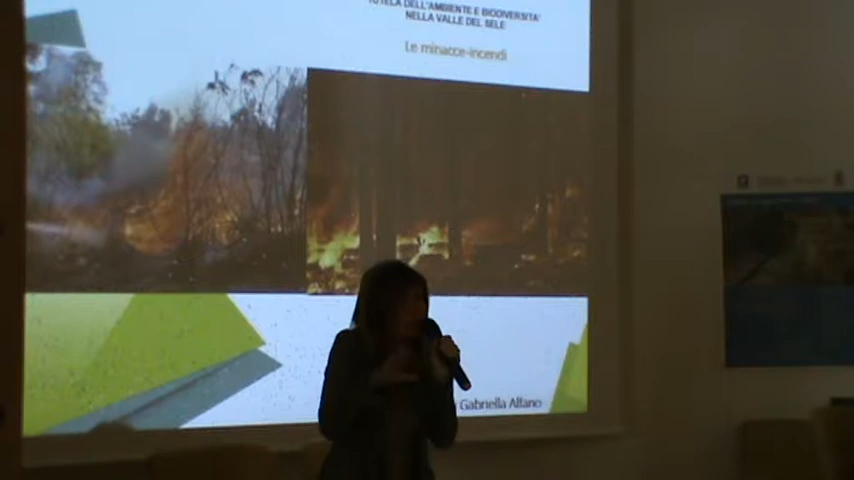 TUTELA DELL'AMBIENTE E BIODIVERSITA'
NELLA VALLE DEL SELE
Le minacce-incendi
Gabriella Alfano